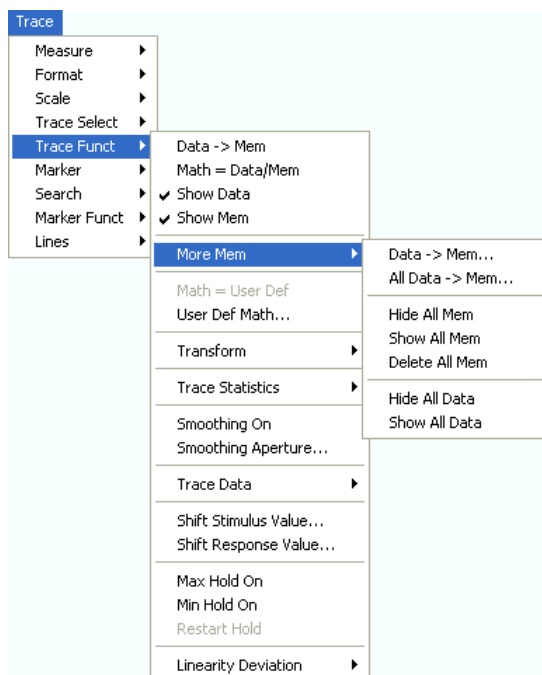 Trace
Measure
Format
Scale
Trace Select
Trace Funct
Marker
Search
Marker Funct
Lines
Data -> Mem
Math = Data/Mem
Show Data
Show Mem
More Mem
Math = User Def
User Def Math...
Transform
Trace Statistics
Smoothing On
Smoothing Aperture...
Trace Data
Shift Stimulus Value...
Shift Response Value...
Max Hold On
Min Hold On
Restart Hold
Linearity Deviation
Data -> Mem...
All Data -> Mem...
Hide All Mem
Show All Mem
Delete All Mem
Hide All Data
Show All Data